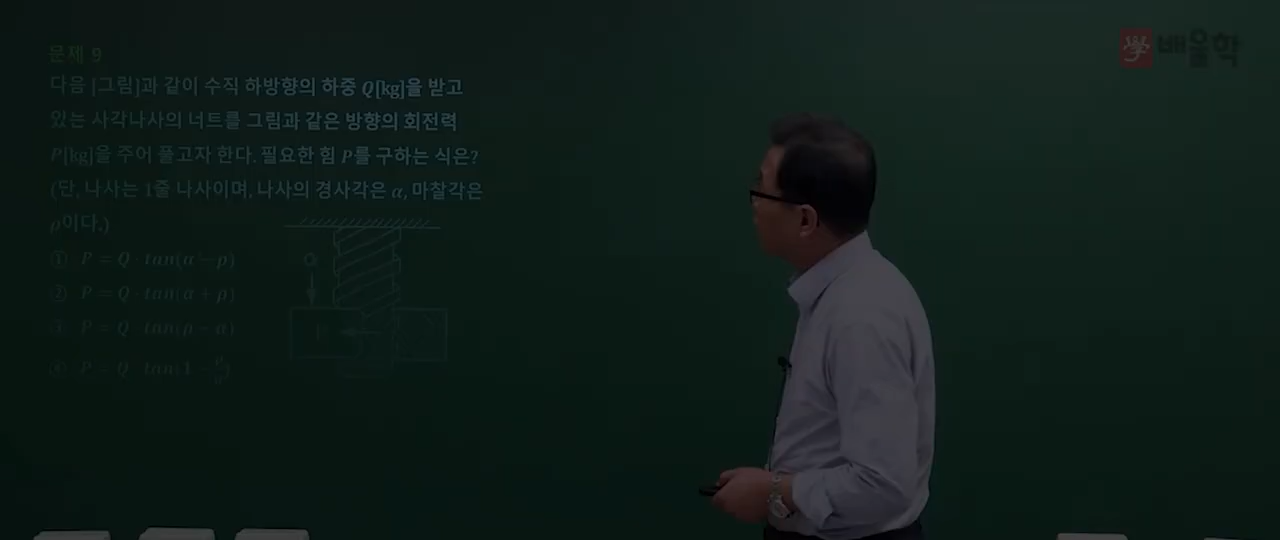 배울학
문제 9
다음 [그림]과 같이 수직 하방향의 하중 Q[kg]을 받고
있는 사각나사의 너트를 그림과 같은 방향의 회전력
P[kg]을 주어 풀고자 한다. 필요한 힘 P를 구하는 식은?
(단, 나사는 1줄 나사이며, 나사의 경사각은 α, 마찰각은
ρ이다.)
① P = Q · tan(α - ρ)
② P = Q · tan(α + ρ)
③ P = Q · tan(ρ - α)
④ P = Q · tan(1 -
Q
P